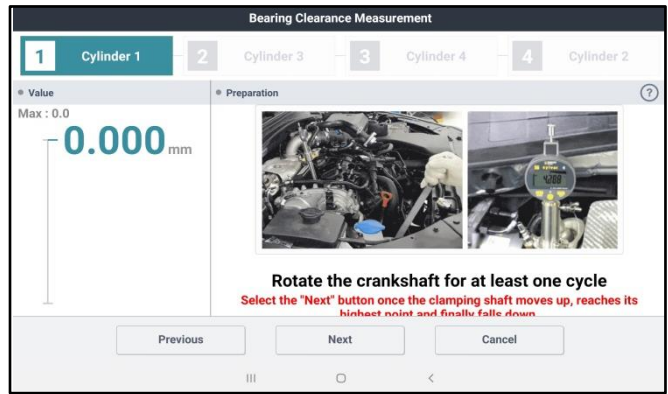 Bearing Clearance Measurement
1 Cylinder 1 2 Cylinder 3 3 Cylinder 4 4 Cylinder 2
Value
Preparation
?
Max : 0.0
0.000 mm
Rotate the crankshaft for at least one cycle
Select the "Next" button once the clamping shaft moves up, reaches its
highest point and finally falls down
Previous Next Cancel